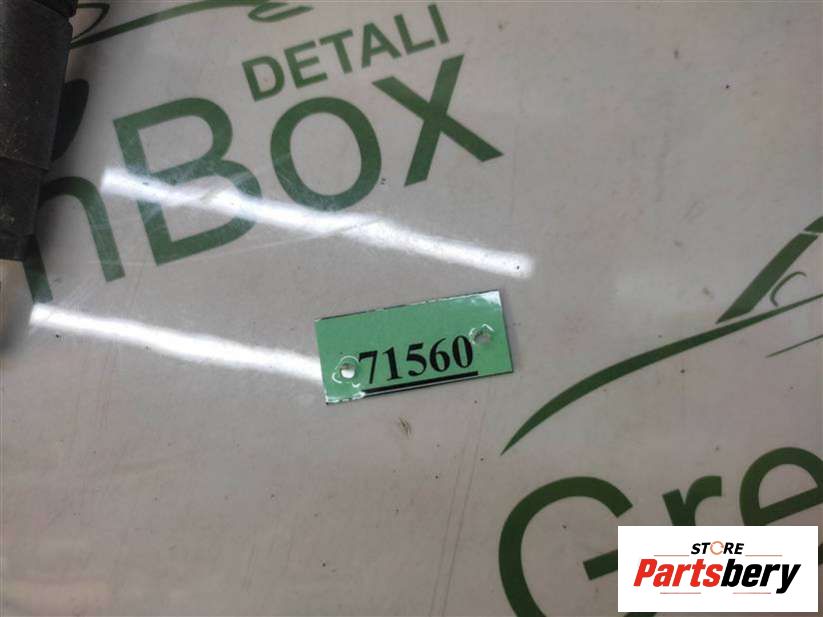 DETALI
nBox
71560
Gre
STORE
Partsbery